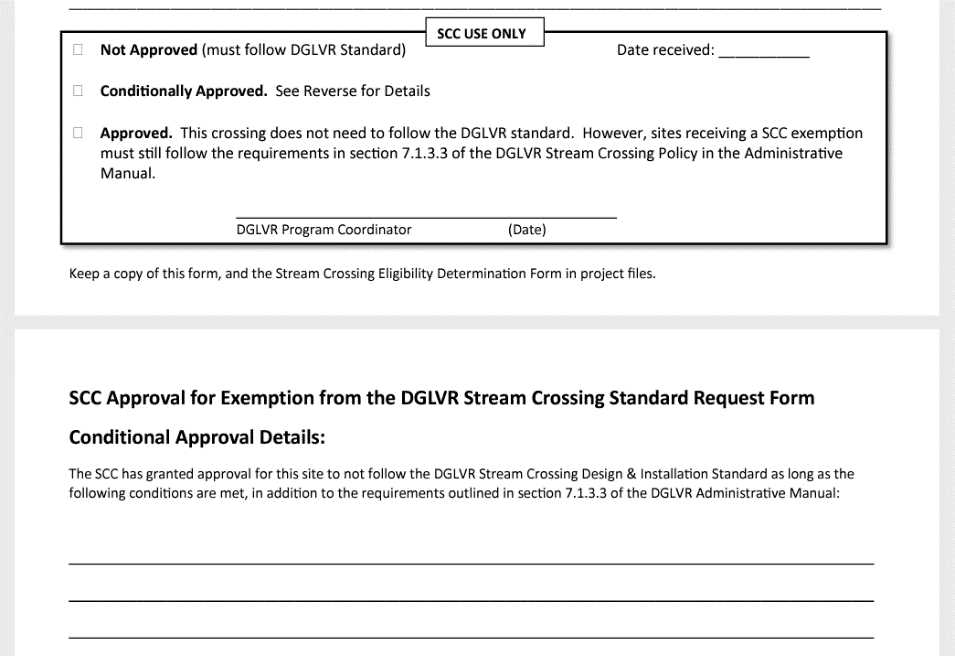 SCC USE ONLY
Not Approved (must follow DGLVR Standard) Date received: ___________
Conditionally Approved.  See Reverse for Details
Approved.  This crossing does not need to follow the DGLVR standard.  However, sites receiving a SCC exemption
must still follow the requirements in section 7.1.3.3 of the DGLVR Stream Crossing Policy in the Administrative
Manual.
DGLVR Program Coordinator (Date)
Keep a copy of this form, and the Stream Crossing Eligibility Determination Form in project files.
SCC Approval for Exemption from the DGLVR Stream Crossing Standard Request Form
Conditional Approval Details:
The SCC has granted approval for this site to not follow the DGLVR Stream Crossing Design & Installation Standard as long as the
following conditions are met, in addition to the requirements outlined in section 7.1.3.3 of the DGLVR Administrative Manual: